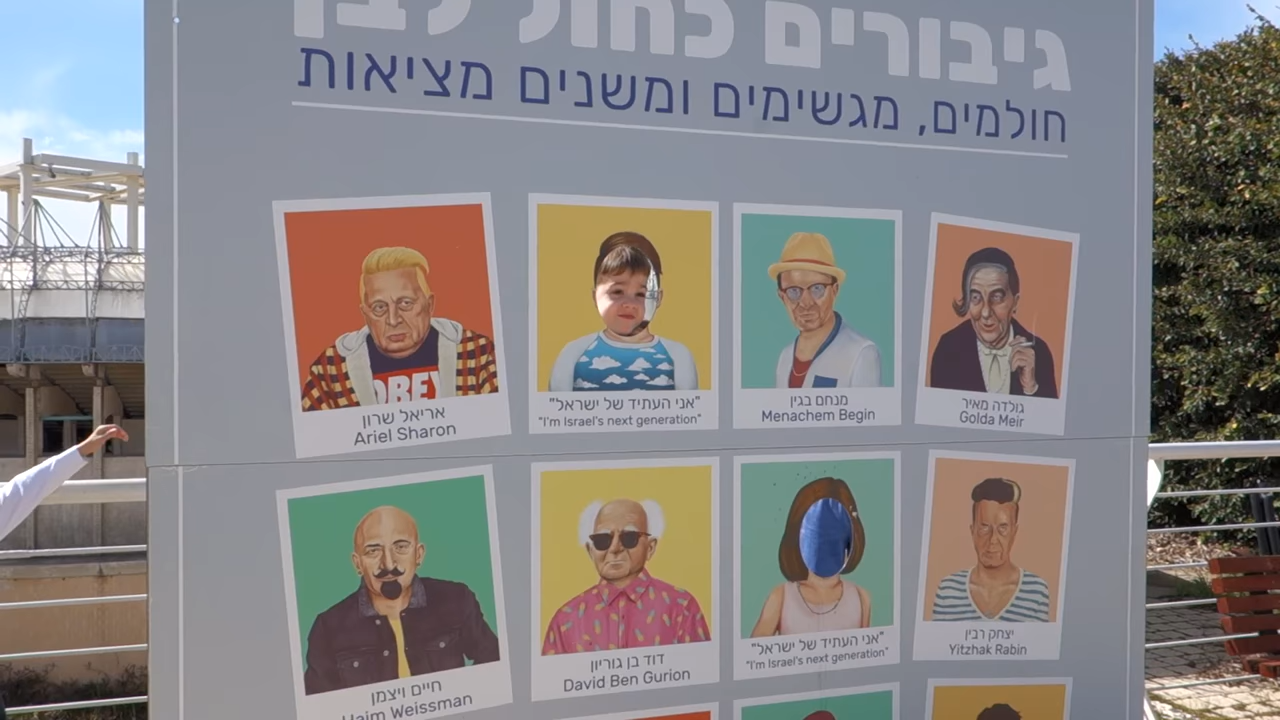 גיבורים כחול לבן
חולמים, מגשימים ומשנים מציאות
OBEY
אריאל שרון
Ariel Sharon
"אני העתיד של ישראל"
"I'm Israel's next generation"
מנחם בגין
Menachem Begin
גולדה מאיר
Golda Meir
חיים ויצמן
Haim Weissman
דוד בן גוריון
David Ben Gurion
"אני העתיד של ישראל"
"I'm Israel's next generation"
יצחק רבין
Yitzhak Rabin